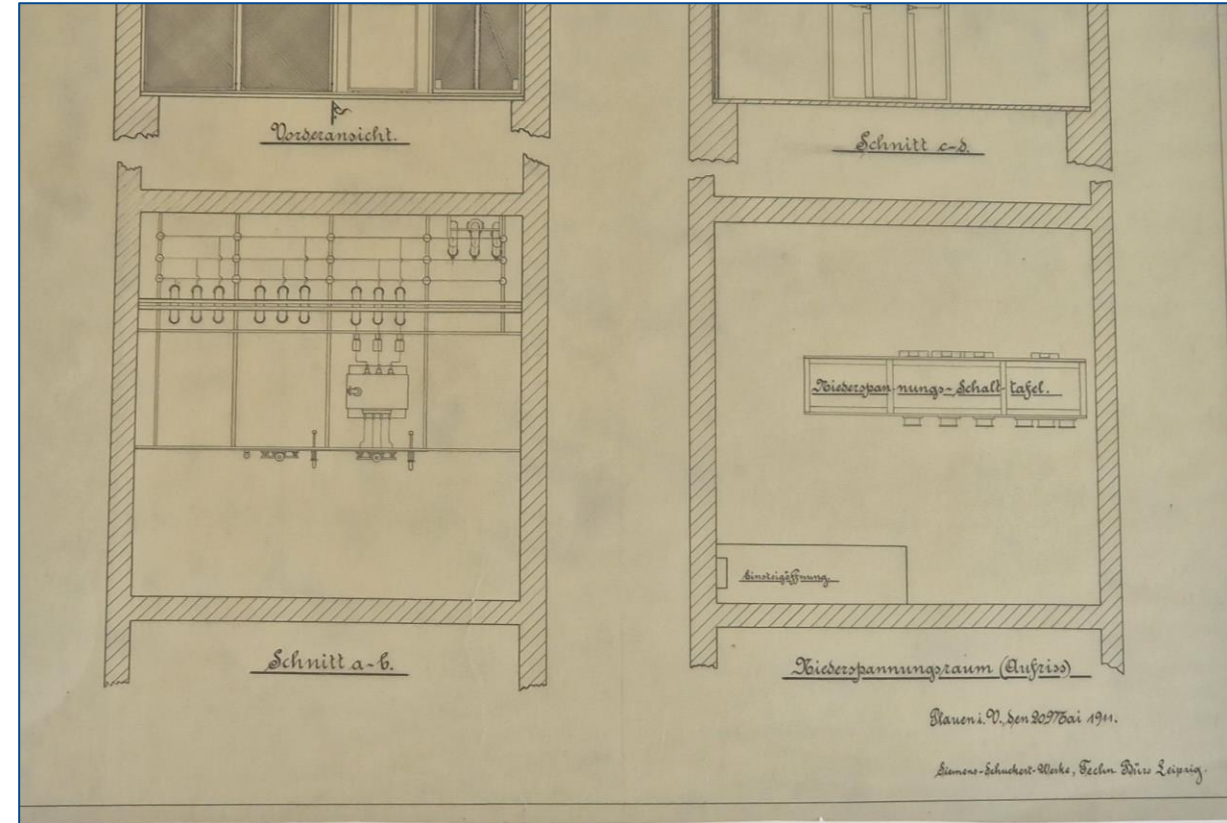 Vorderansicht.
Schnitt c-d.
Niederspannungs-Schalttafel.
Einsteigöffnung
Schnitt a-b.
Niederspannungsraum (Aufriss)
Plauen i. V., den 20. Mai 1911.
Siemens-Schuckert-Werke, Techn. Büro Leipzig.